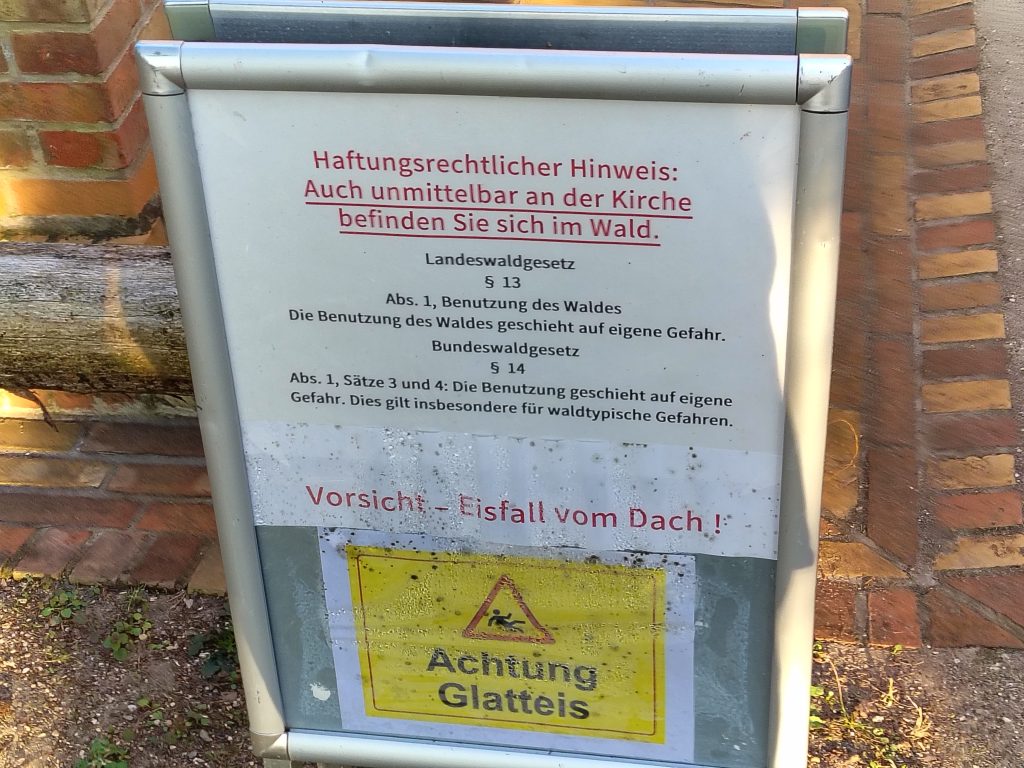 Haftungsrechtlicher Hinweis:
Auch unmittelbar an der Kirche
befinden Sie sich im Wald.
Landeswaldgesetz
§ 13
Abs. 1, Benutzung des Waldes
Die Benutzung des Waldes geschieht auf eigene Gefahr.
Bundeswaldgesetz
§ 14
Abs. 1, Sätze 3 und 4: Die Benutzung geschieht auf eigene
Gefahr. Dies gilt insbesondere für waldtypische Gefahren.
Vorsicht – Eisfall vom Dach !
Achtung
Glatteis